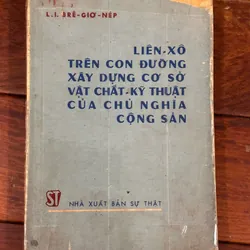 L.I. BRÊ-GIƠ-NÉP
LIÊN-XÔ
TRÊN CON ĐƯỜNG
XÂY DỰNG CƠ SỞ
VẬT CHẤT-KỸ THUẬT
CỦA CHỦ NGHĨA
CỘNG SẢN
ST
NHÀ XUẤT BẢN SỰ THẬT